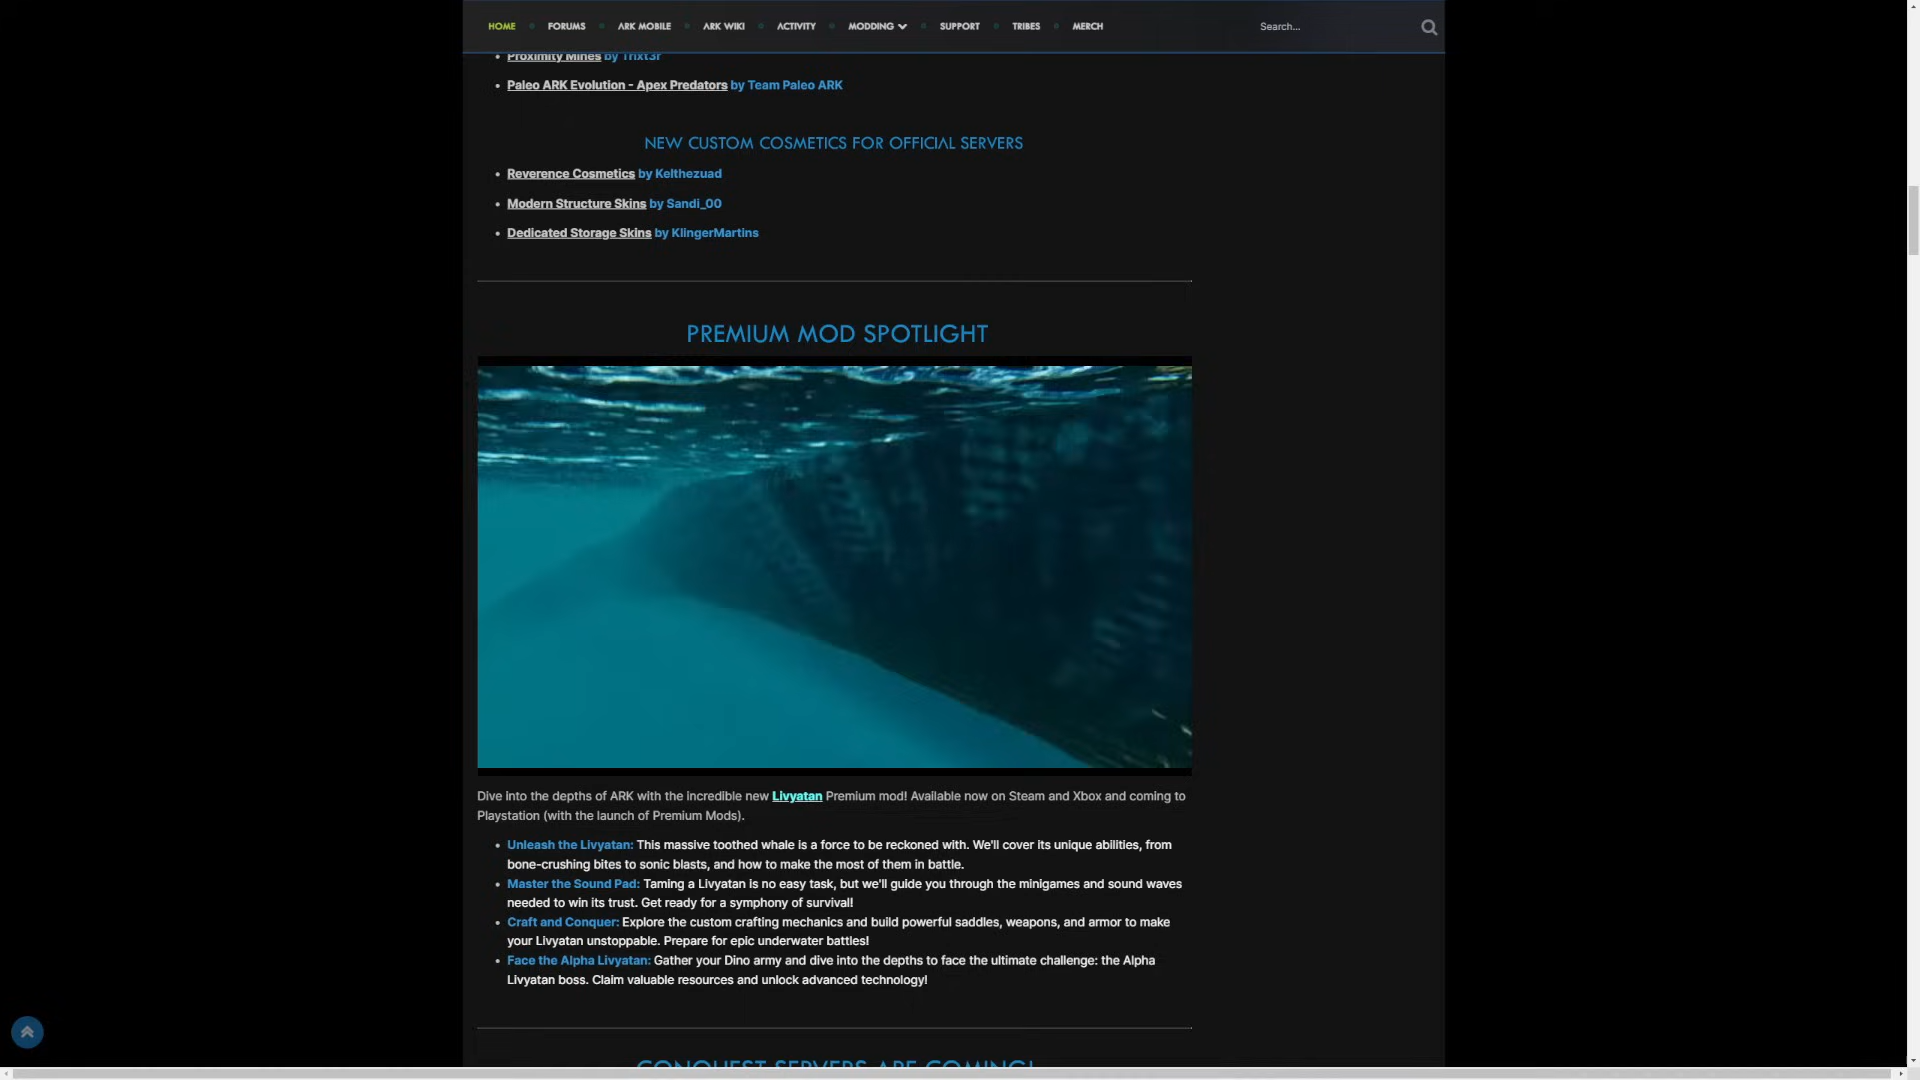 HOME FORUMS ARK MOBILE ARK WIKI ACTIVITY MODDING SUPPORT TRIBES MERCH Search...
Proximity Mines by Trixt3r
Paleo ARK Evolution - Apex Predators by Team Paleo ARK
NEW CUSTOM COSMETICS FOR OFFICIAL SERVERS
Reverence Cosmetics by Kelthezuad
Modern Structure Skins by Sandi_00
Dedicated Storage Skins by KlingerMartins
PREMIUM MOD SPOTLIGHT
Dive into the depths of ARK with the incredible new Livyatan Premium mod! Available now on Steam and Xbox and coming to
Playstation (with the launch of Premium Mods).
Unleash the Livyatan: This massive toothed whale is a force to be reckoned with. We'll cover its unique abilities, from
bone-crushing bites to sonic blasts, and how to make the most of them in battle.
Master the Sound Pad: Taming a Livyatan is no easy task, but we'll guide you through the minigames and sound waves
needed to win its trust. Get ready for a symphony of survival!
Craft and Conquer: Explore the custom crafting mechanics and build powerful saddles, weapons, and armor to make
your Livyatan unstoppable. Prepare for epic underwater battles!
Face the Alpha Livyatan: Gather your Dino army and dive into the depths to face the ultimate challenge: the Alpha
Livyatan boss. Claim valuable resources and unlock advanced technology!
CONQUEST SERVERS ARE COMING!